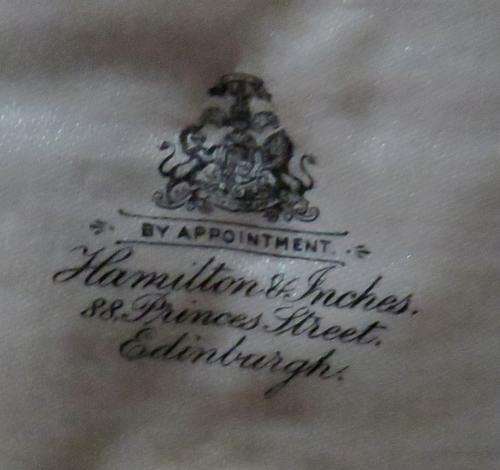 BY APPOINTMENT.
Hamilton & Inches.
88. Princes Street.
Edinburgh.